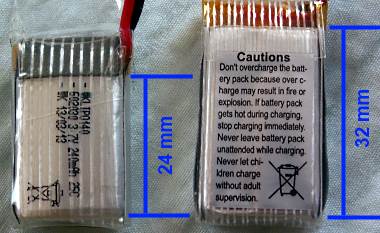 24 mm
Cautions
Don't overcharge the bat-
ery pack because over c-
harge may result in fire or
explosion. If battery pack
gets hot during charging,
stop charging immediately.
Never leave battery pack
unattended while charging.
Never let chi-
ldren charge
without adult
supervision.
32 mm